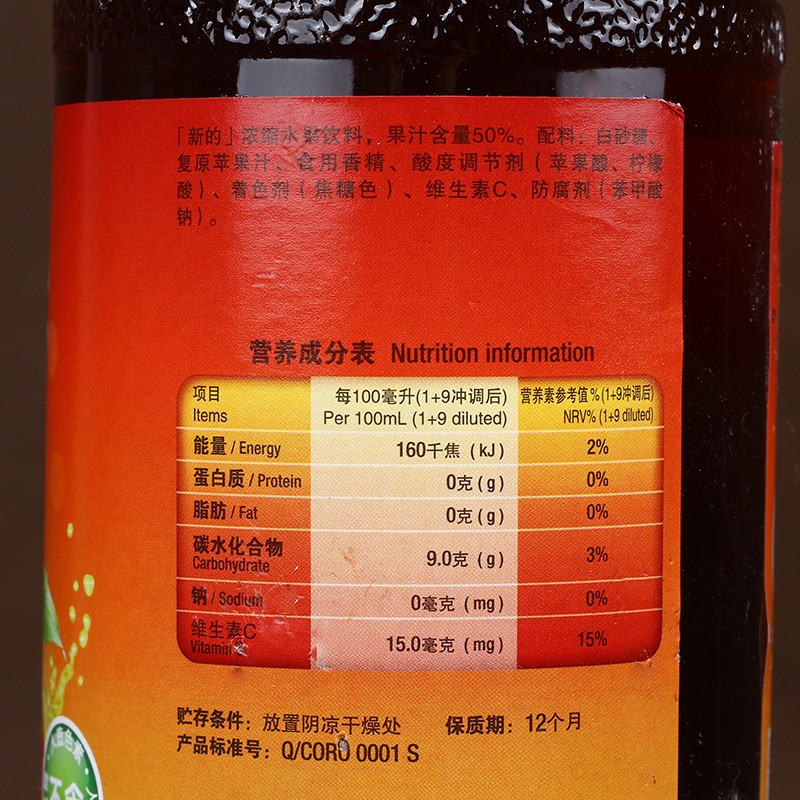 「新的」浓缩水果饮料，果汁含量50%。配料：白砂糖、
复原苹果汁、食用香精、酸度调节剂（苹果酸、柠檬
酸）、着色剂（焦糖色）、维生素C、防腐剂（苯甲酸
钠）。
营养成分表 Nutrition information
项目 每100毫升(1+9冲调后) 营养素参考值%(1+9冲调后)
Items Per 100mL (1+9 diluted) NRV% (1+9 diluted)
能量 / Energy 160千焦 (kJ) 2%
蛋白质 / Protein 0克 (g) 0%
脂肪 / Fat 0克 (g) 0%
碳水化合物 9.0克 (g) 3%
Carbohydrate
钠 / Sodium 0毫克 (mg) 0%
维生素C 15.0毫克 (mg) 15%
Vitamin
贮存条件：放置阴凉干燥处 保质期：12个月
产品标准号：Q/CORO 0001 S